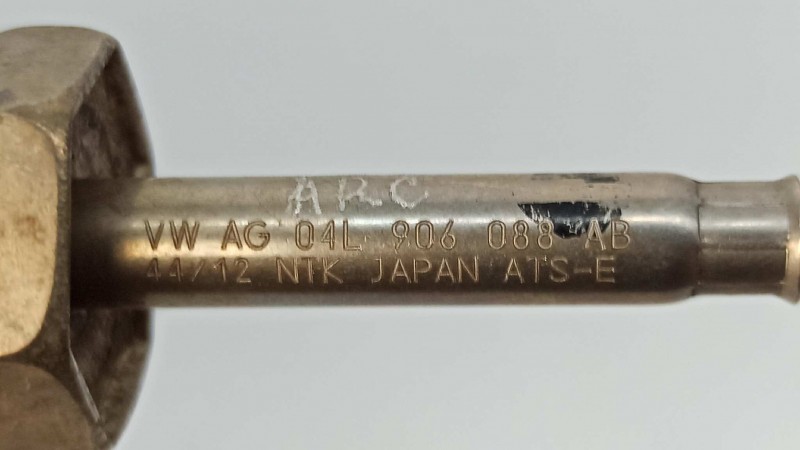 ARC
VW AG 04L 906 088 AB
44/12 NTK JAPAN ATS-E